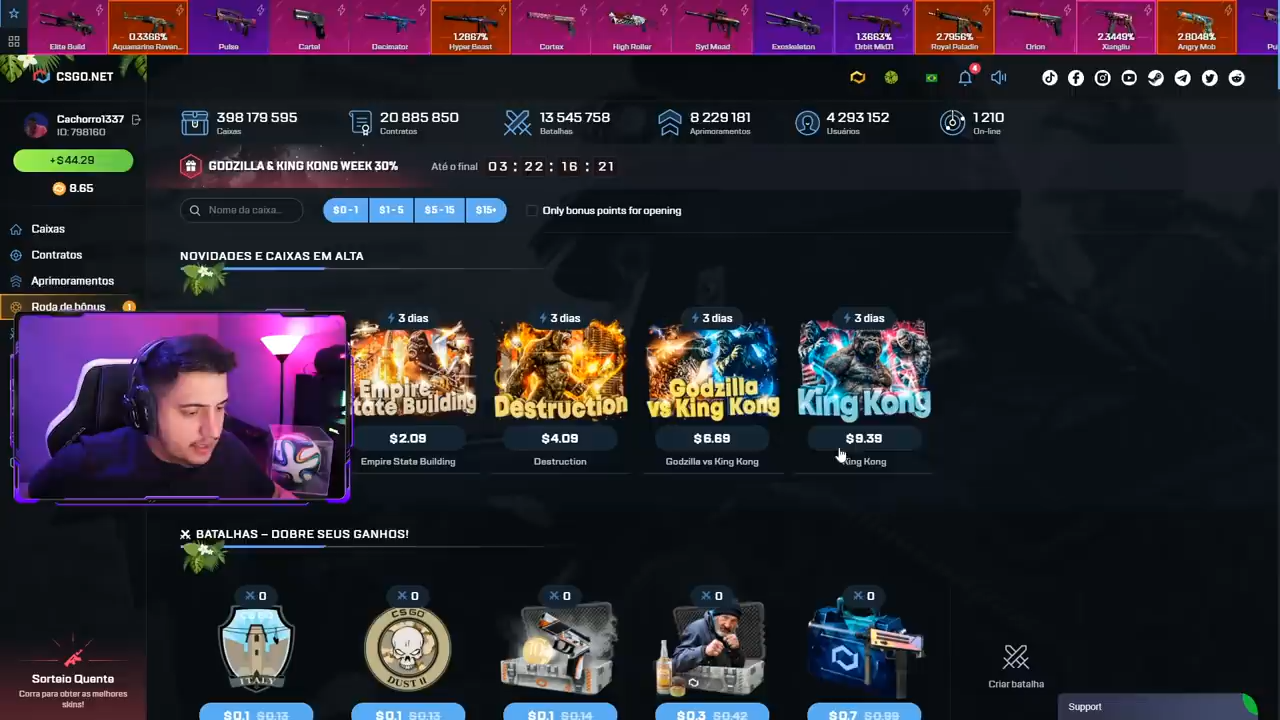 Elite Build
0.3366%
Aquamarine Reven...
Pulse
Cartel
Decimator
1.2667%
Hyper Beast
Cortex
High Roller
Syd Mead
Exoskeleton
1.3663%
Orbit Mk01
2.7956%
Royal Paladin
Orion
2.3449%
Xiangliu
2.8048%
Angry Mob
Pu
CSGO.NET
4
Cachorro1337
ID: 798160
+$44.29
8.65
398 179 595
Caixas
20 885 850
Contratos
13 545 758
Batalhas
8 229 181
Aprimoramentos
4 293 152
Usuários
1 210
On-line
GODZILLA & KING KONG WEEK 30%
Até o final
03 : 22 : 16 : 21
Nome da caixa...
$0 - 1
$1 - 5
$5 - 15
$15+
Only bonus points for opening
Caixas
Contratos
Aprimoramentos
Roda de bônus
1
NOVIDADES E CAIXAS EM ALTA
3 dias
Empire
State Building
$2.09
Empire State Building
3 dias
Destruction
$4.09
Destruction
3 dias
Godzilla
vs King Kong
$6.69
Godzilla vs King Kong
3 dias
King Kong
$9.39
King Kong
BATALHAS – DOBRE SEUS GANHOS!
0
ITALY
$0.1 $0.13
0
CS GO
DUST II
$0.1 $0.13
0
$0.1 $0.14
0
$0.3 $0.42
0
$0.7 $0.99
Criar batalha
Sorteio Quente
Corra para obter as melhores
skins!
Support